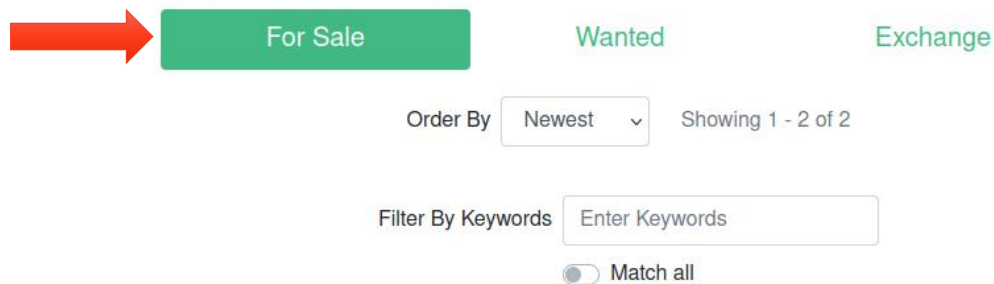 For Sale Wanted Exchange
Order By Newest Showing 1 - 2 of 2
Filter By Keywords Enter Keywords
Match all